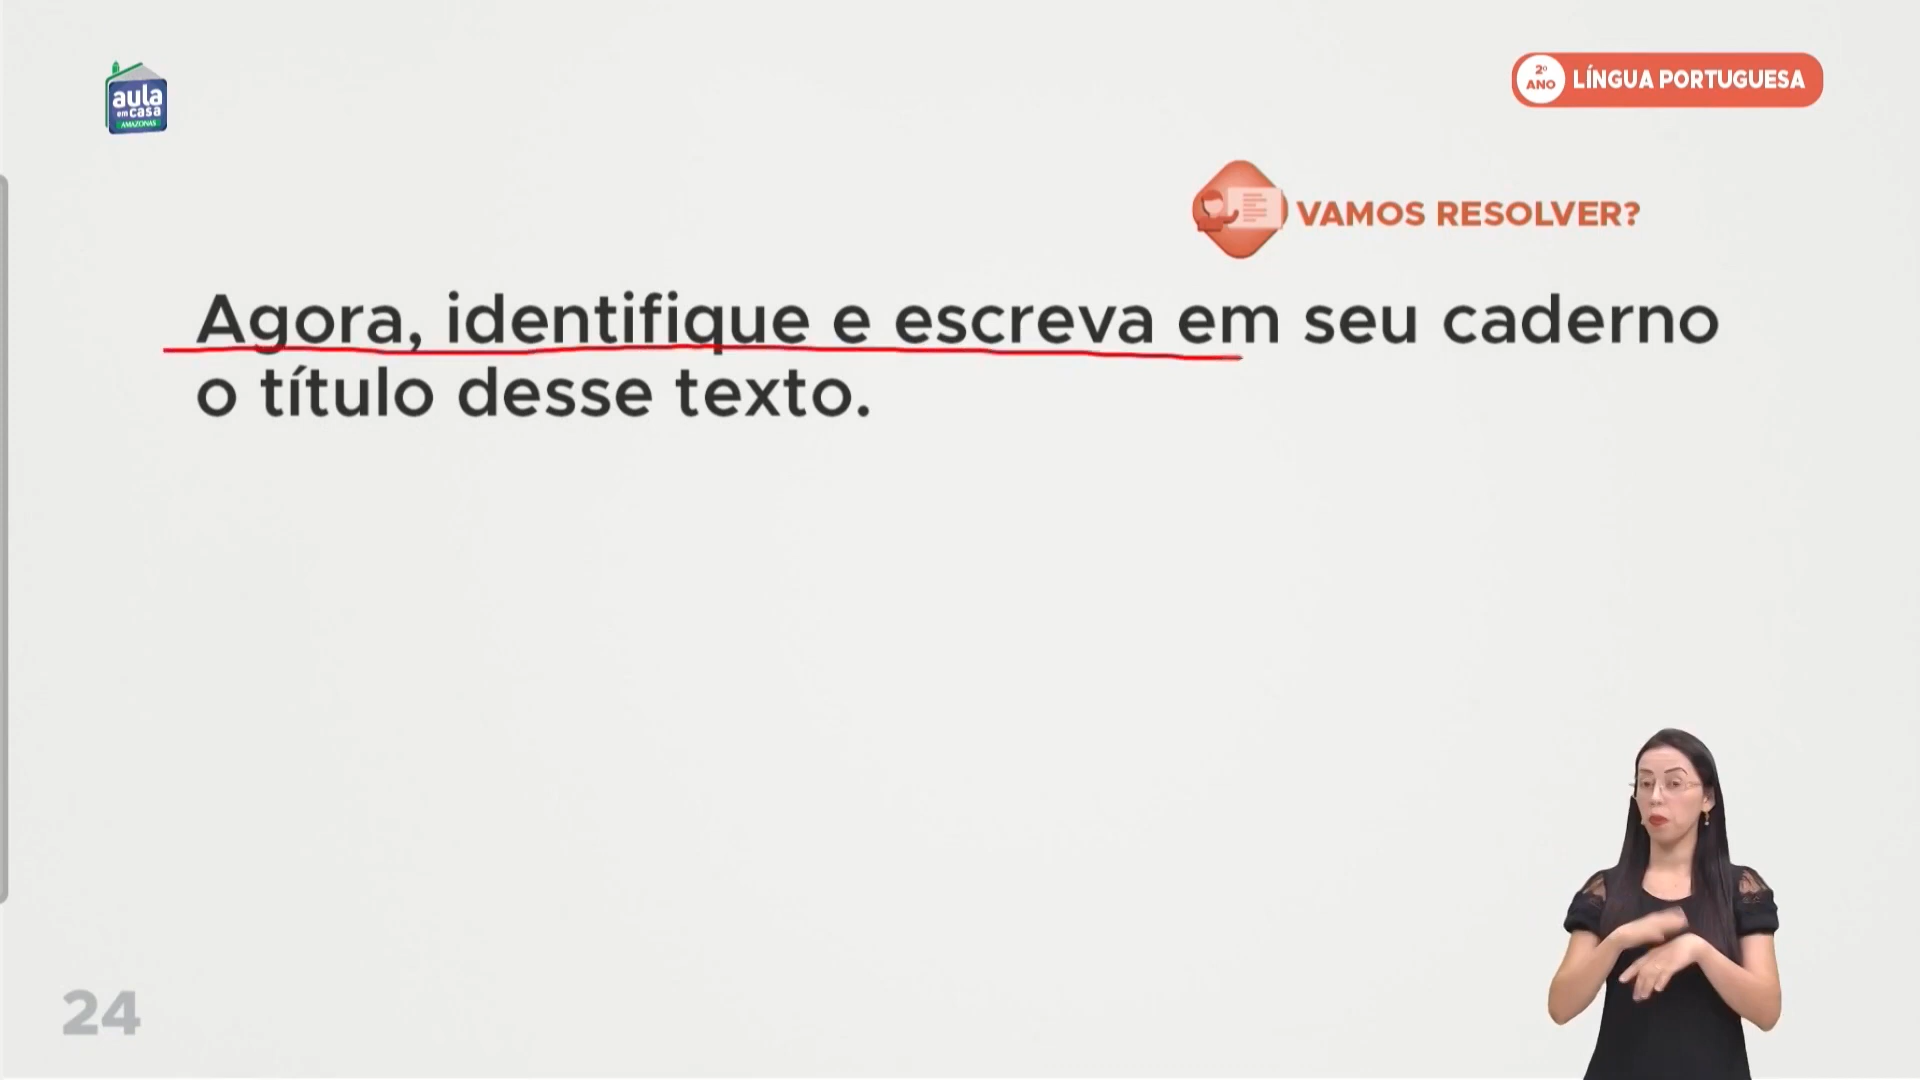 aula
em casa
AMAZONAS
2º
ANO
LÍNGUA PORTUGUESA
VAMOS RESOLVER?
Agora, identifique e escreva em seu caderno
o título desse texto.
24